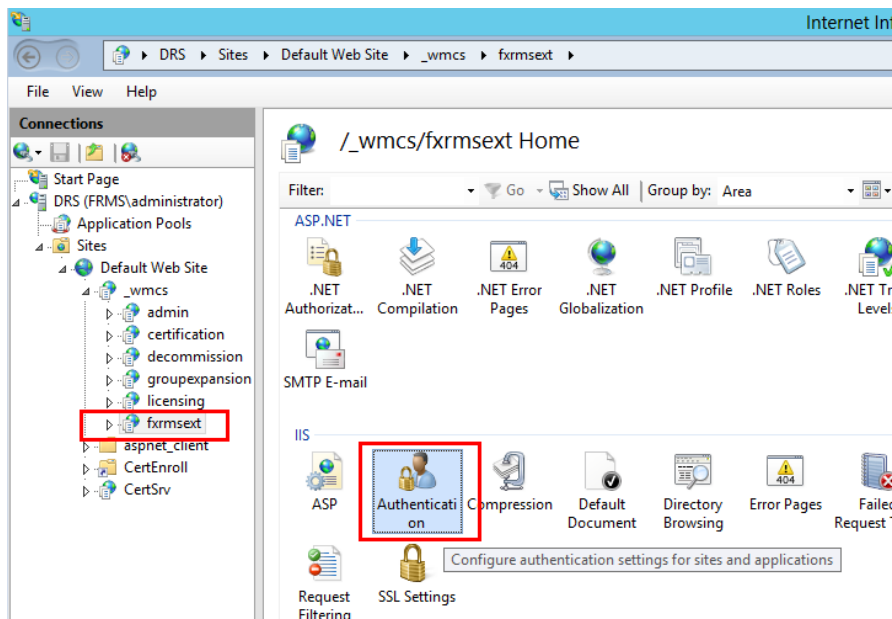 Internet Int
DRS Sites Default Web Site _wmcs fxrmsext
File View Help
Connections
Start Page
DRS (FRMS\administrator)
Application Pools
Sites
Default Web Site
_wmcs
admin
certification
decommission
groupexpansion
licensing
fxrmsext
aspnet_client
CertEnroll
CertSrv
/_wmcs/fxrmsext Home
Filter: Go Show All Group by: Area
ASP.NET
.NET Authorizat...
.NET Compilation
404
.NET Error Pages
.NET Globalization
.NET Profile
.NET Roles
.NET Tr
Levels
SMTP E-mail
IIS
ASP
Authenticati
on
Compression
Default
Document
Directory
Browsing
404
Error Pages
Failed
Request T
Configure authentication settings for sites and applications
Request
Filtering
SSL Settings